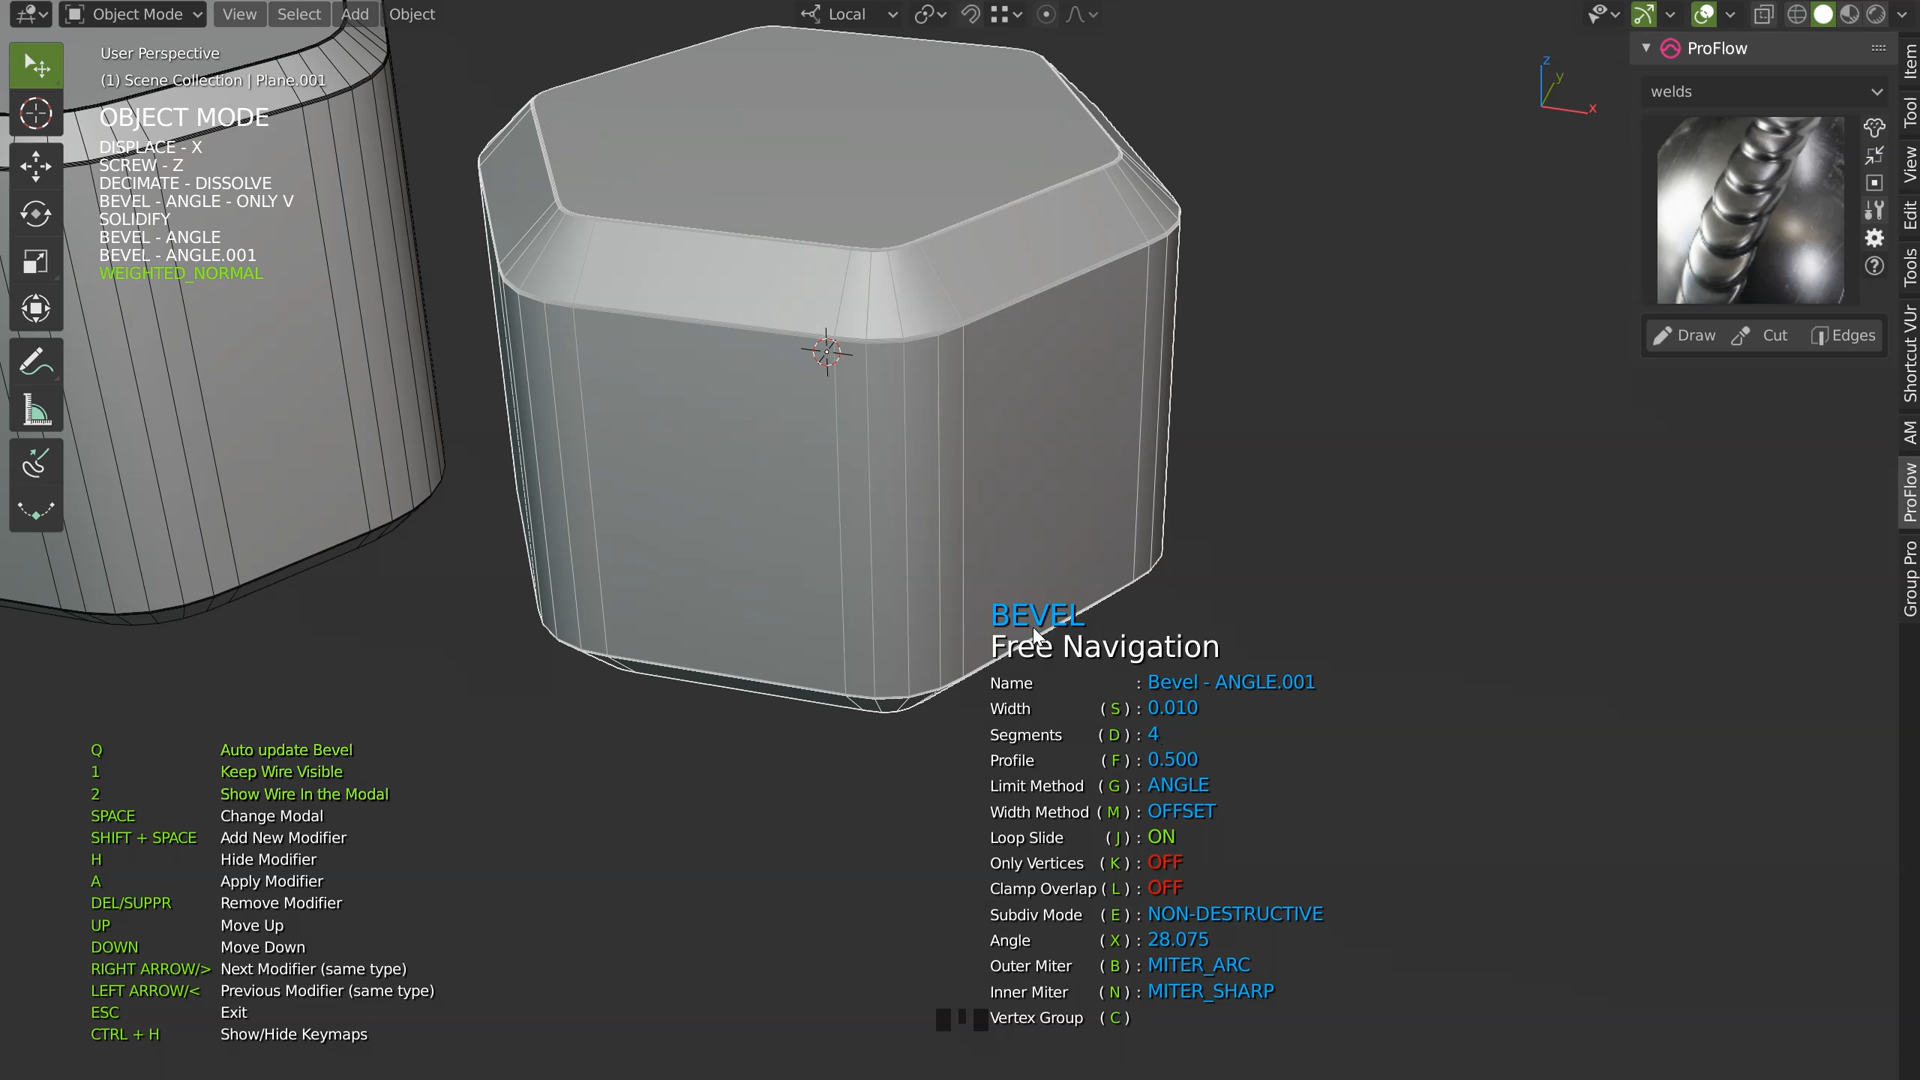 Object Mode
View
Select
Add
Object
Local
User Perspective
(1) Scene Collection | Plane.001
OBJECT MODE
DISPLACE - X
SCREW - Z
DECIMATE - DISSOLVE
BEVEL - ANGLE - ONLY V
SOLIDIFY
BEVEL - ANGLE
BEVEL - ANGLE.001
WEIGHTED_NORMAL
z
y
x
ProFlow
welds
Draw
Cut
Edges
Item
Tool
View
Edit
Tools
Shortcut VUr
AM
ProFlow
Group Pro
BEVEL
Free Navigation
Name : Bevel - ANGLE.001
Width ( S ) : 0.010
Segments ( D ) : 4
Profile ( F ) : 0.500
Limit Method ( G ) : ANGLE
Width Method ( M ) : OFFSET
Loop Slide ( J ) : ON
Only Vertices ( K ) : OFF
Clamp Overlap ( L ) : OFF
Subdiv Mode ( E ) : NON-DESTRUCTIVE
Angle ( X ) : 28.075
Outer Miter ( B ) : MITER_ARC
Inner Miter ( N ) : MITER_SHARP
Vertex Group ( C )
Q Auto update Bevel
1 Keep Wire Visible
2 Show Wire In the Modal
SPACE Change Modal
SHIFT + SPACE Add New Modifier
H Hide Modifier
A Apply Modifier
DEL/SUPPR Remove Modifier
UP Move Up
DOWN Move Down
RIGHT ARROW/> Next Modifier (same type)
LEFT ARROW/< Previous Modifier (same type)
ESC Exit
CTRL + H Show/Hide Keymaps